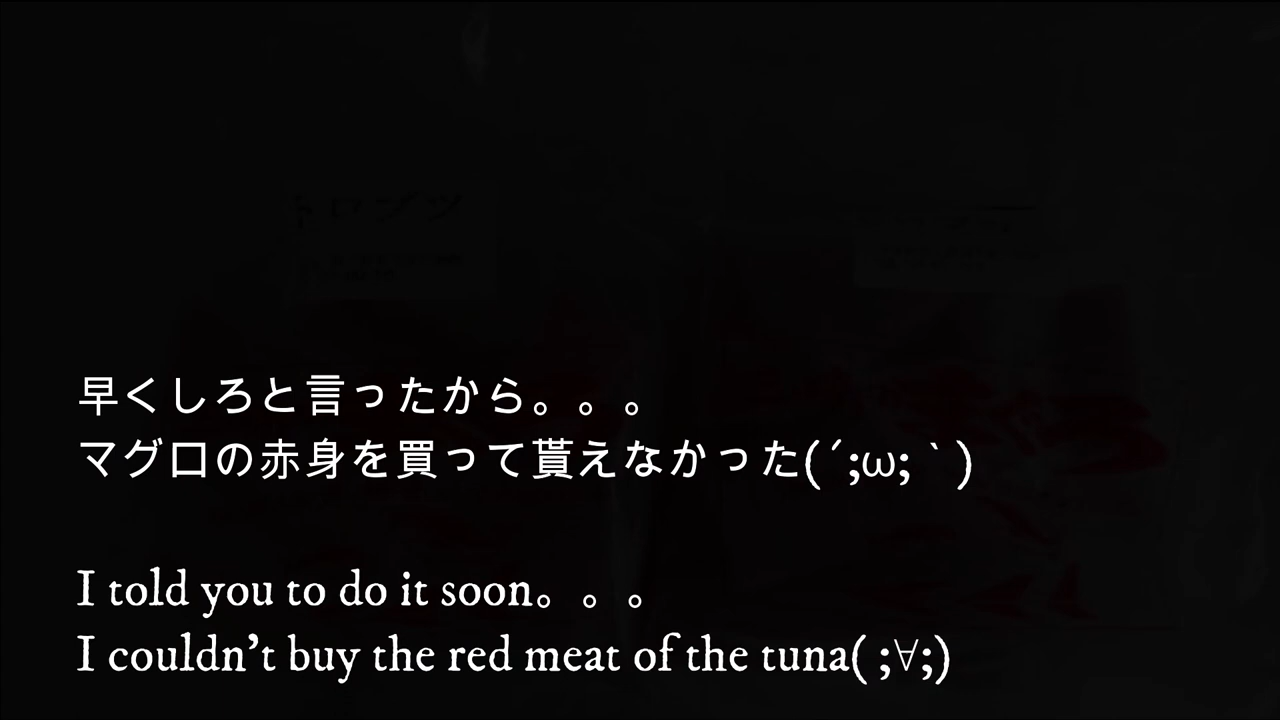 早くしろと言ったから。。。
マグロの赤身を買って貰えなかった(´;ω;｀)
I told you to do it soon。。。
I couldn't buy the red meat of the tuna( ;∀;)